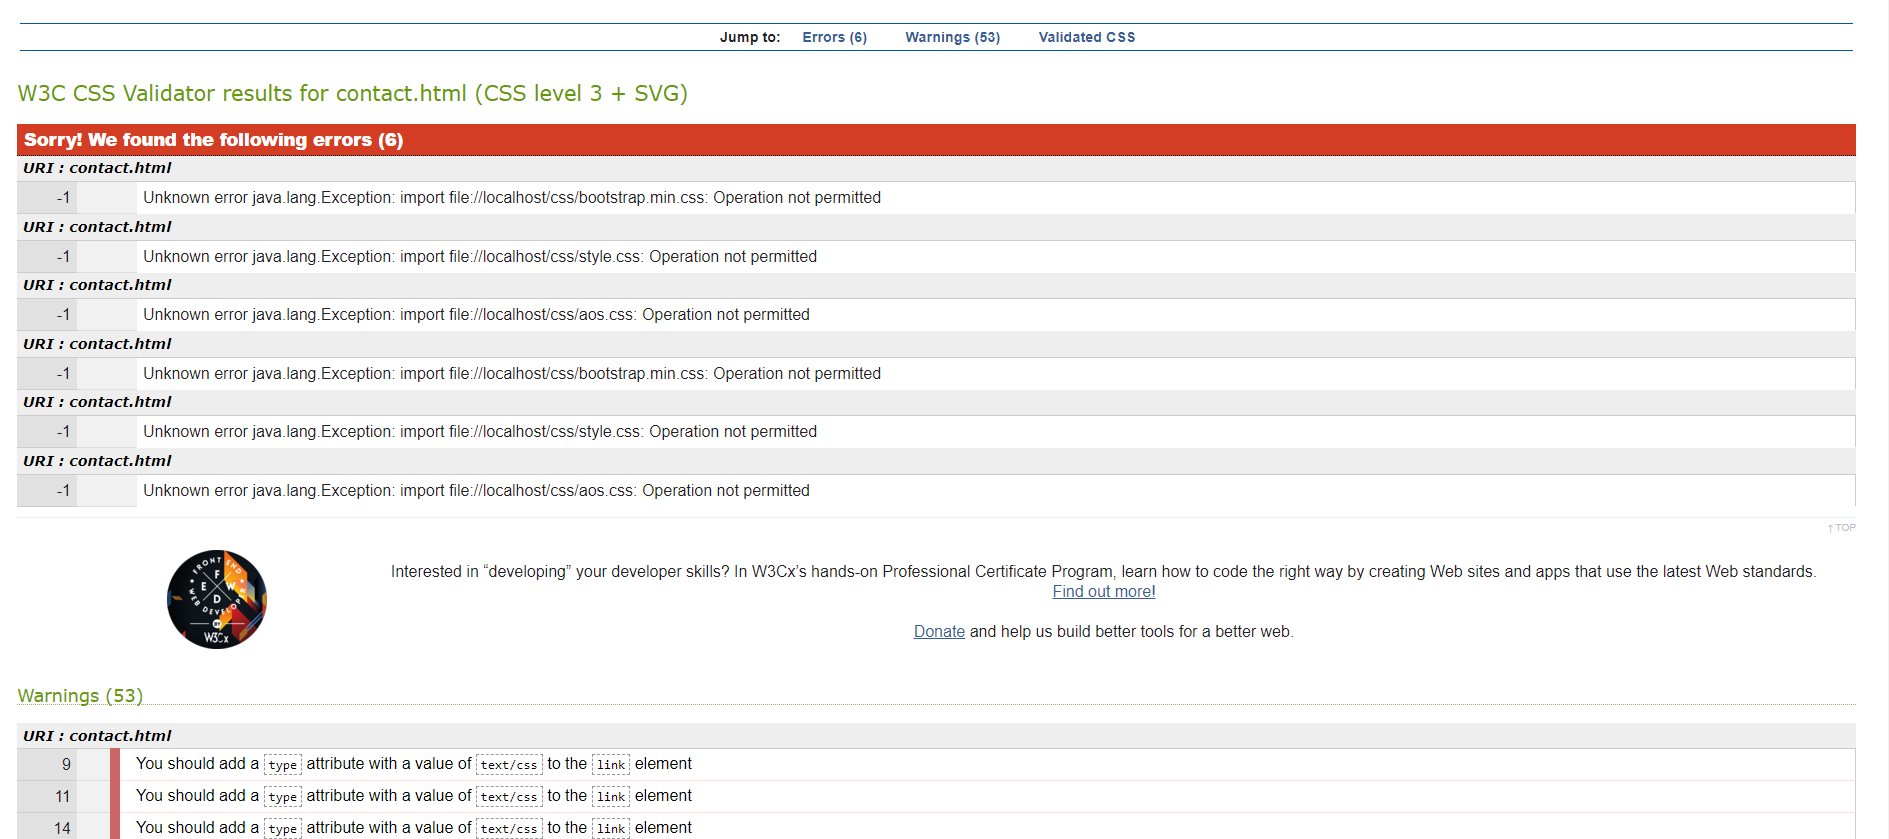 Jump to: Errors (6) Warnings (53) Validated CSS
W3C CSS Validator results for contact.html (CSS level 3 + SVG)
Sorry! We found the following errors (6)
URI : contact.html
-1 Unknown error java.lang.Exception: import file://localhost/css/bootstrap.min.css: Operation not permitted
URI : contact.html
-1 Unknown error java.lang.Exception: import file://localhost/css/style.css: Operation not permitted
URI : contact.html
-1 Unknown error java.lang.Exception: import file://localhost/css/aos.css: Operation not permitted
URI : contact.html
-1 Unknown error java.lang.Exception: import file://localhost/css/bootstrap.min.css: Operation not permitted
URI : contact.html
-1 Unknown error java.lang.Exception: import file://localhost/css/style.css: Operation not permitted
URI : contact.html
-1 Unknown error java.lang.Exception: import file://localhost/css/aos.css: Operation not permitted
↑ TOP
FRONT END
F
E W
D
WEB DEVELOPER
BY
W3Cx
Interested in “developing” your developer skills? In W3Cx’s hands-on Professional Certificate Program, learn how to code the right way by creating Web sites and apps that use the latest Web standards.
Find out more!
Donate and help us build better tools for a better web.
Warnings (53)
URI : contact.html
9 You should add a type attribute with a value of text/css to the link element
11 You should add a type attribute with a value of text/css to the link element
14 You should add a type attribute with a value of text/css to the link element